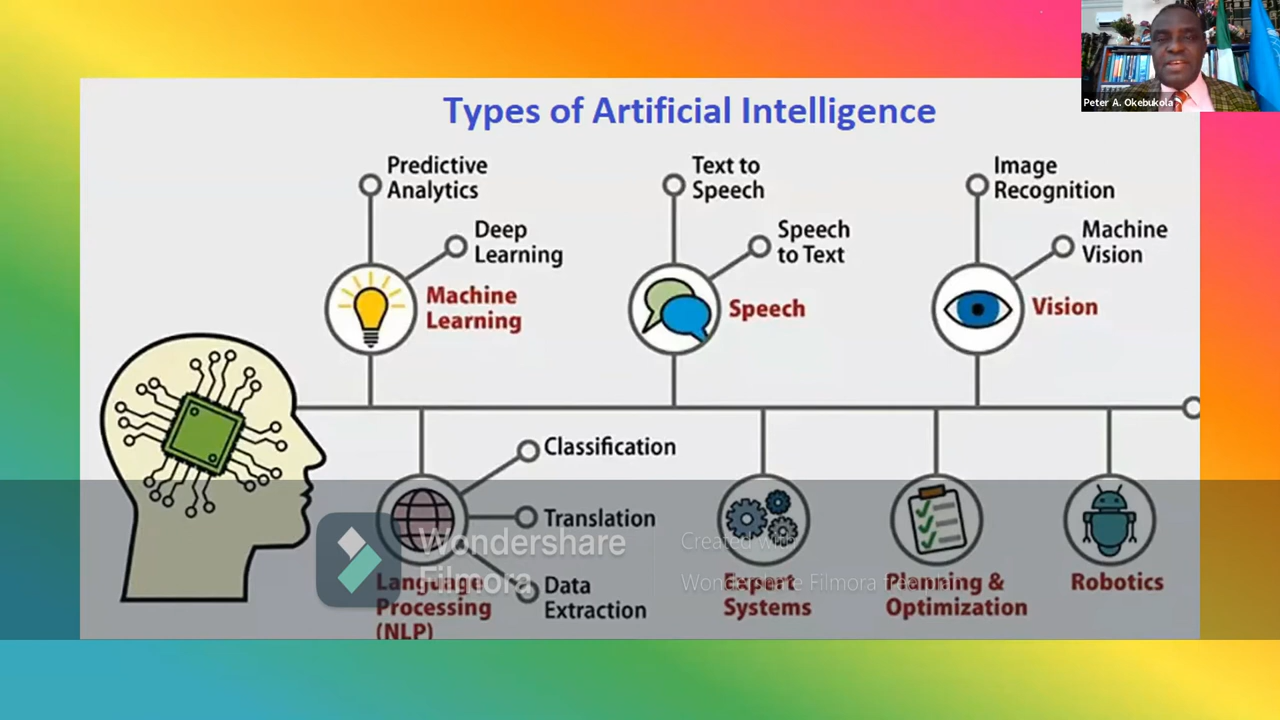 Peter A. Okebukola
Types of Artificial Intelligence
Predictive
Analytics
Deep
Learning
Machine
Learning
Text to
Speech
Speech
to Text
Speech
Image
Recognition
Machine
Vision
Vision
Classification
Translation
Data
Extraction
Language
Processing
(NLP)
Expert
Systems
Planning &
Optimization
Robotics
Wondershare
Filmora
Created with
Wondershare Filmora free plan